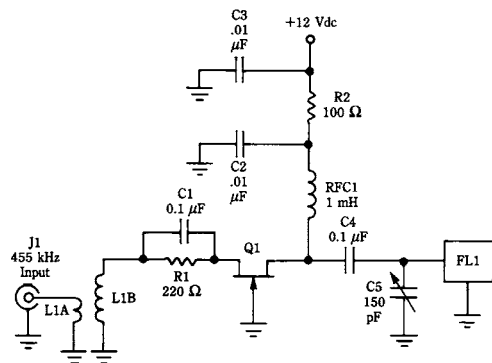 C3
.01
µF
+12 Vdc
R2
100 Ω
C2
.01
µF
RFC1
1 mH
C1
0.1 µF
C4
0.1 µF
Q1
J1
455 kHz
Input
R1
220 Ω
L1A
L1B
C5
150
pF
FL1